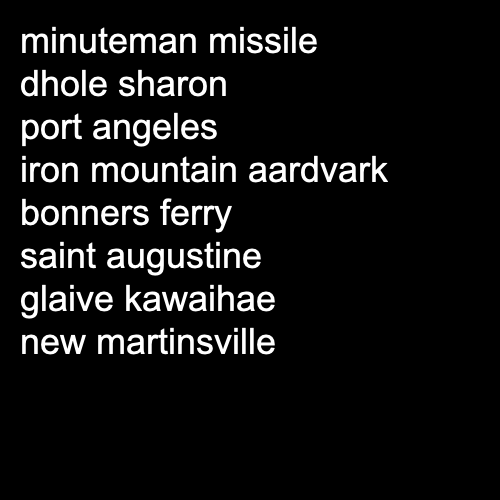 minuteman missile
dhole sharon
port angeles
iron mountain aardvark
bonners ferry
saint augustine
glaive kawaihae
new martinsville